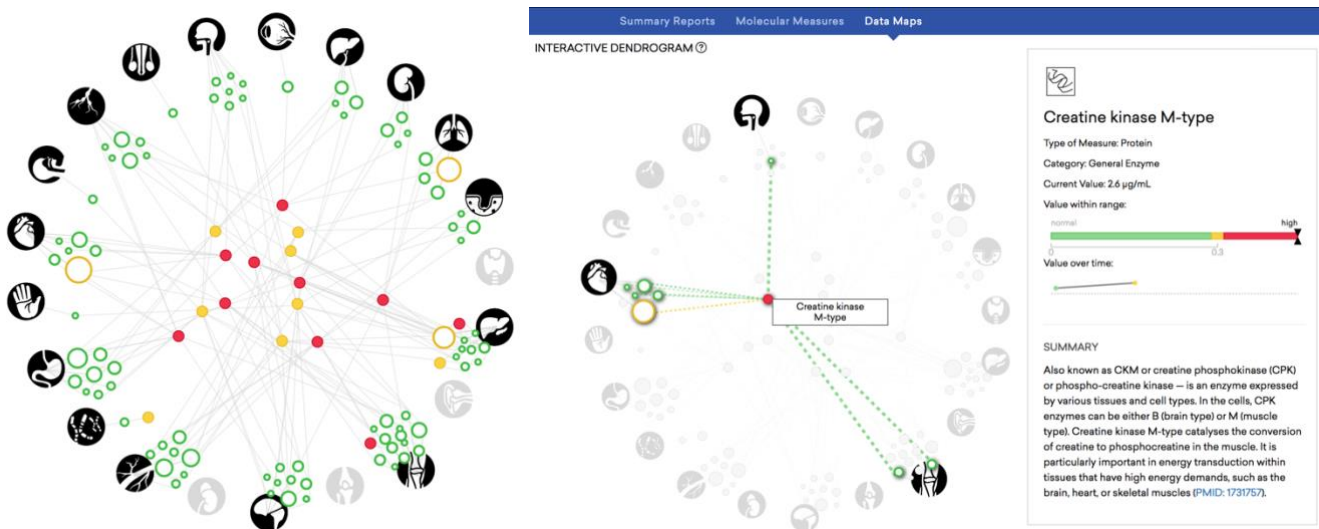 Summary Reports Molecular Measures Data Maps
INTERACTIVE DENDROGRAM ?
Creatine kinase
M-type
Creatine kinase M-type
Type of Measure: Protein
Category: General Enzyme
Current Value: 2.6 µg/mL
Value within range:
normal high
0 0.3
Value over time:
SUMMARY
Also known as CKM or creatine phosphokinase (CPK)
or phospho-creatine kinase — is an enzyme expressed
by various tissues and cell types. In the cells, CPK
enzymes can be either B (brain type) or M (muscle
type). Creatine kinase M-type catalyses the conversion
of creatine to phosphocreatine in the muscle. It is
particularly important in energy transduction within
tissues that have high energy demands, such as the
brain, heart, or skeletal muscles (PMID: 1731757).